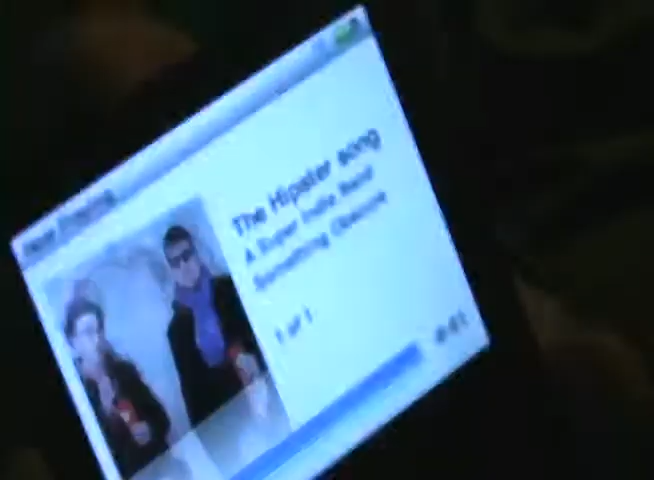 Now Playing
The Hipster song
A Super Indie Band
Something Obscure
1 of 1